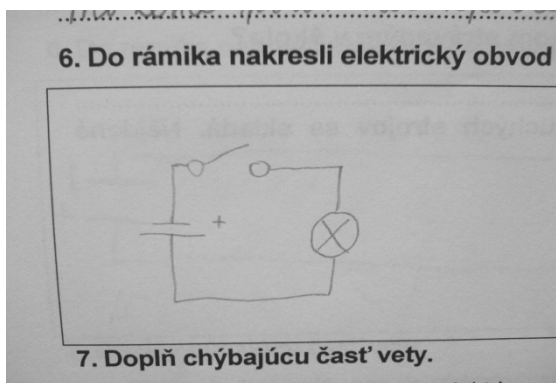 6. Do rámika nakresli elektrický obvod
+
7. Doplň chýbajúcu časť vety.